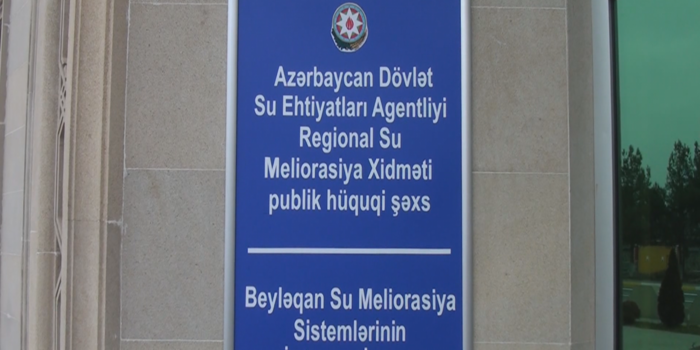 Azərbaycan Dövlət
Su Ehtiyatları Agentliyi
Regional Su
Meliorasiya Xidməti
publik hüquqi şəxs
Beyləqan Su Meliorasiya
Sistemlərinin